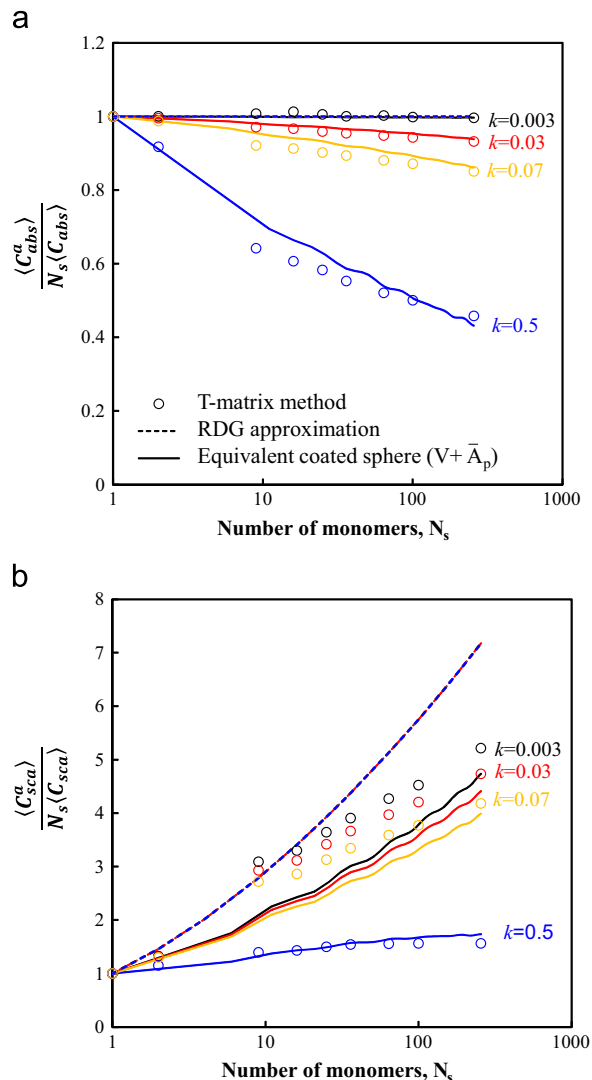 a
1.2
1
0.8
0.6
0.4
0.2
0
⟨C^a_abs⟩
N_s⟨C_abs⟩
k=0.003
k=0.03
k=0.07
k=0.5
T-matrix method
RDG approximation
Equivalent coated sphere (V+ Ā_p)
1 10 100 1000
Number of monomers, N_s
b
8
7
6
5
4
3
2
1
0
⟨C^a_sca⟩
N_s⟨C_sca⟩
k=0.003
k=0.03
k=0.07
k=0.5
1 10 100 1000
Number of monomers, N_s